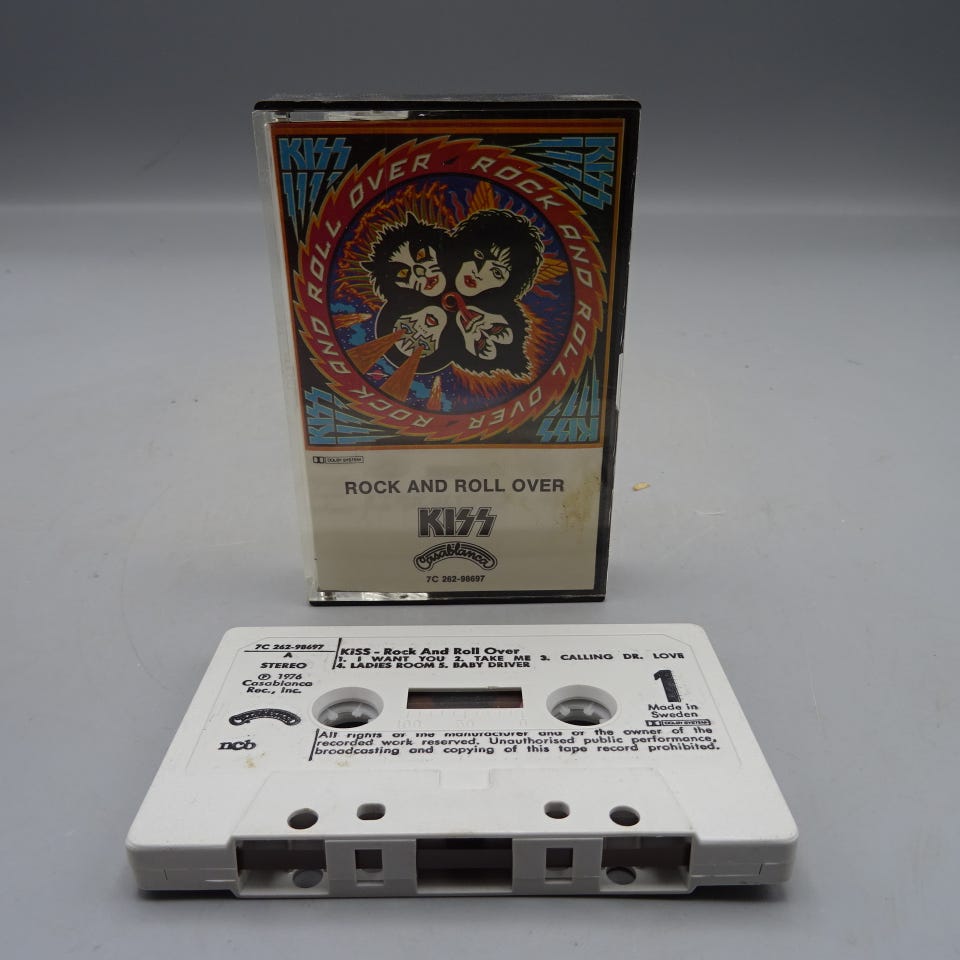 KISS
KISS
ROCK AND ROLL OVER · ROCK AND ROLL OVER ·
KISS
KISS
DOLBY SYSTEM
ROCK AND ROLL OVER
KISS
Casablanca
7C 262-98697
7C 262-98697
A
STEREO
Ⓟ 1976
Casablanca
Rec., Inc.
ncb
KiSS - Rock And Roll Over
1. I WANT YOU 2. TAKE ME 3. CALLING DR. LOVE
4. LADIES ROOM 5. BABY DRIVER
1
Made in
Sweden
DOLBY SYSTEM
100 50 0
All rights of the manufacturer and of the owner of the
recorded work reserved. Unauthorised public performance,
broadcasting and copying of this tape record prohibited.